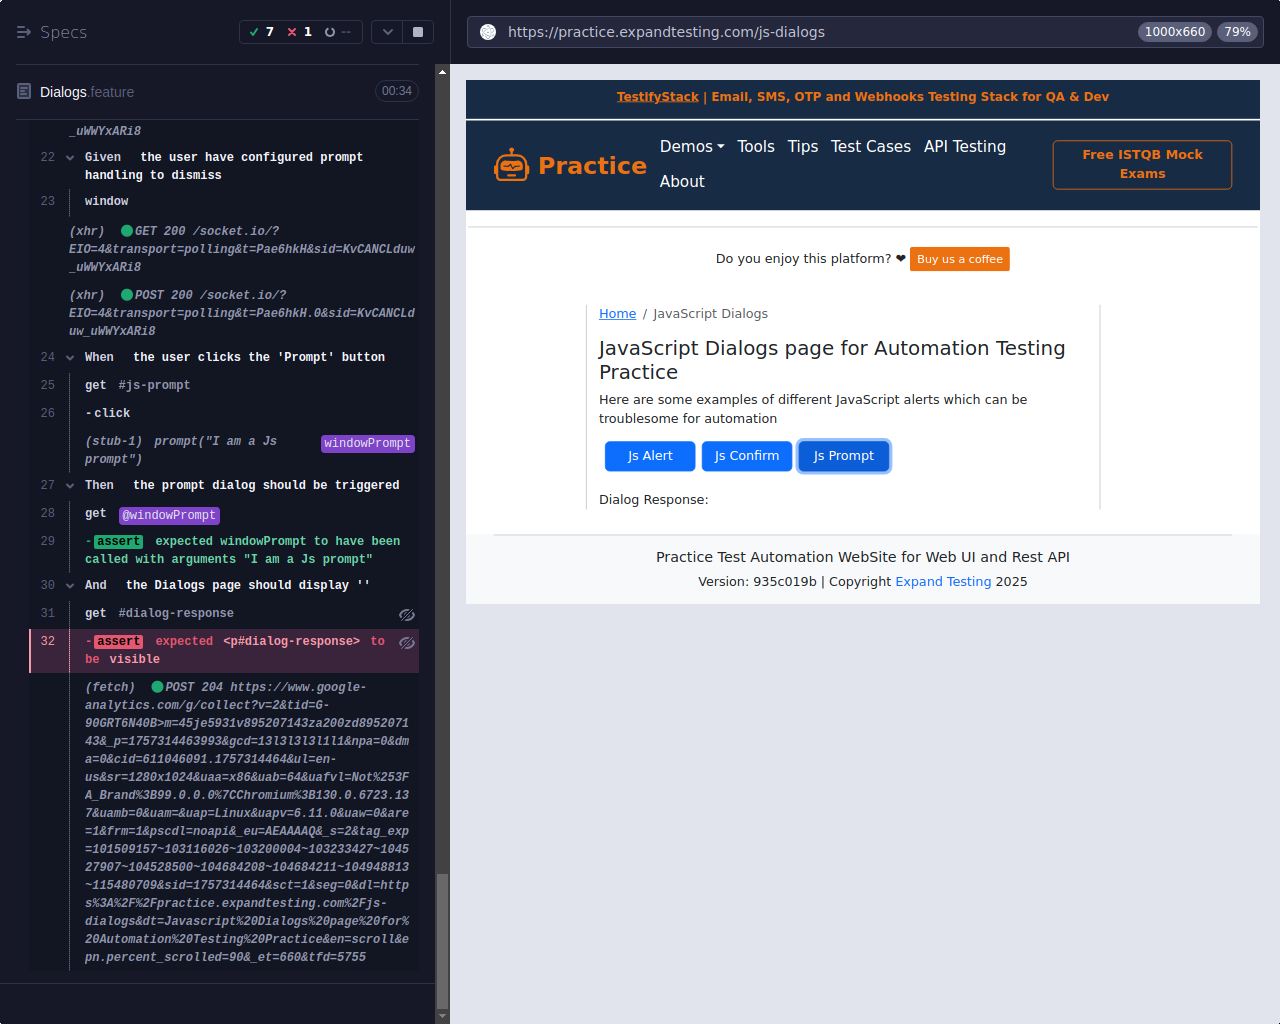 Specs
7
1
--
Dialogs.feature
00:34
_uWWYxARi8
22 Given the user have configured prompt
handling to dismiss
23 window
(xhr) GET 200 /socket.io/?
EIO=4&transport=polling&t=Pae6hkH&sid=KvCANCLduw
_uWWYxARi8
(xhr) POST 200 /socket.io/?
EIO=4&transport=polling&t=Pae6hkH.0&sid=KvCANCLd
uw_uWWYxARi8
24 When the user clicks the 'Prompt' button
25 get #js-prompt
26 -click
(stub-1) prompt("I am a Js
prompt")
windowPrompt
27 Then the prompt dialog should be triggered
28 get @windowPrompt
29 -assert expected windowPrompt to have been
called with arguments "I am a Js prompt"
30 And the Dialogs page should display ''
31 get #dialog-response
32 -assert expected <p#dialog-response> to
be visible
(fetch) POST 204 https://www.google-
analytics.com/g/collect?v=2&tid=G-
90GRT6N40B&gtm=45je5931v895207143za200zd8952071
43&_p=1757314463993&gcd=13l3l3l3l1l1&npa=0&dm
a=0&cid=611046091.1757314464&ul=en-
us&sr=1280x1024&uaa=x86&uab=64&uafvl=Not%253F
A_Brand%3B99.0.0.0%7CChromium%3B130.0.6723.13
7&uamb=0&uam=&uap=Linux&uapv=6.11.0&uaw=0&are
=1&frm=1&pscdl=noapi&_eu=AEAAAAQ&_s=2&tag_exp
=101509157~103116026~103200004~103233427~1045
27907~104528500~104684208~104684211~104948813
~115480709&sid=1757314464&sct=1&seg=0&dl=http
s%3A%2F%2Fpractice.expandtesting.com%2Fjs-
dialogs&dt=Javascript%20Dialogs%20page%20for%
20Automation%20Testing%20Practice&en=scroll&e
pn.percent_scrolled=90&_et=660&tfd=5755
https://practice.expandtesting.com/js-dialogs
1000x660
79%
TestifyStack | Email, SMS, OTP and Webhooks Testing Stack for QA & Dev
Practice
Demos Tools Tips Test Cases API Testing
About
Free ISTQB Mock
Exams
Do you enjoy this platform? ❤ Buy us a coffee
Home / JavaScript Dialogs
JavaScript Dialogs page for Automation Testing
Practice
Here are some examples of different JavaScript alerts which can be
troublesome for automation
Js Alert Js Confirm Js Prompt
Dialog Response:
Practice Test Automation WebSite for Web UI and Rest API
Version: 935c019b | Copyright Expand Testing 2025